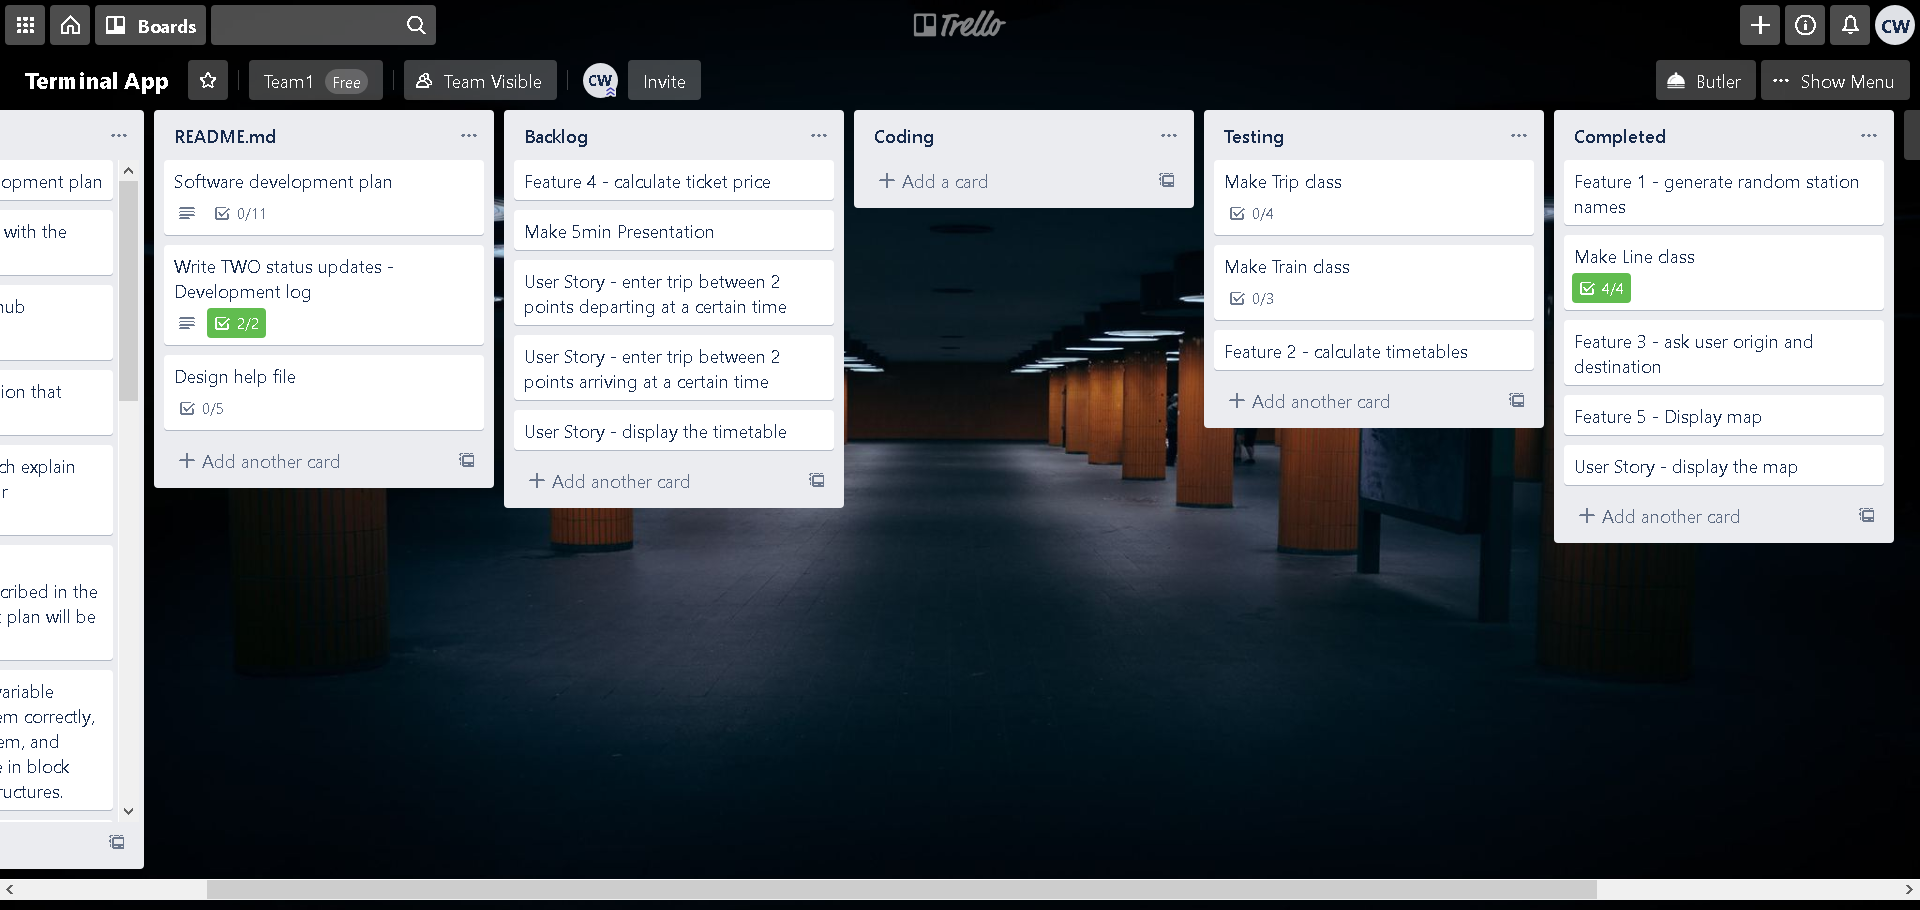 Boards
Trello
CW
Terminal App
Team1 Free
Team Visible
CW
Invite
Butler
Show Menu
opment plan
with the
hub
ion that
ch explain
r
cribed in the
plan will be
variable
em correctly,
em, and
e in block
ructures.
README.md
Software development plan
0/11
Write TWO status updates -
Development log
2/2
Design help file
0/5
+ Add another card
Backlog
Feature 4 - calculate ticket price
Make 5min Presentation
User Story - enter trip between 2
points departing at a certain time
User Story - enter trip between 2
points arriving at a certain time
User Story - display the timetable
+ Add another card
Coding
+ Add a card
Testing
Make Trip class
0/4
Make Train class
0/3
Feature 2 - calculate timetables
+ Add another card
Completed
Feature 1 - generate random station
names
Make Line class
4/4
Feature 3 - ask user origin and
destination
Feature 5 - Display map
User Story - display the map
+ Add another card